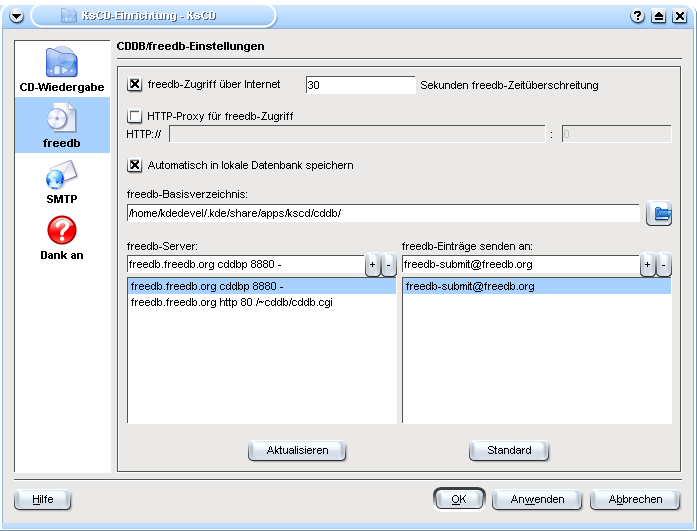 KsCD-Einrichtung - KsCD
CD-Wiedergabe
freedb
SMTP
Dank an
CDDB/freedb-Einstellungen
freedb-Zugriff über Internet 30 Sekunden freedb-Zeitüberschreitung
HTTP-Proxy für freedb-Zugriff
HTTP:// : 0
Automatisch in lokale Datenbank speichern
freedb-Basisverzeichnis:
/home/kdedevel/.kde/share/apps/kscd/cddb/
freedb-Server:
freedb.freedb.org cddbp 8880 - + -
freedb.freedb.org cddbp 8880 -
freedb.freedb.org http 80 /~cddb/cddb.cgi
freedb-Einträge senden an:
freedb-submit@freedb.org + -
freedb-submit@freedb.org
Aktualisieren Standard
Hilfe OK Anwenden Abbrechen